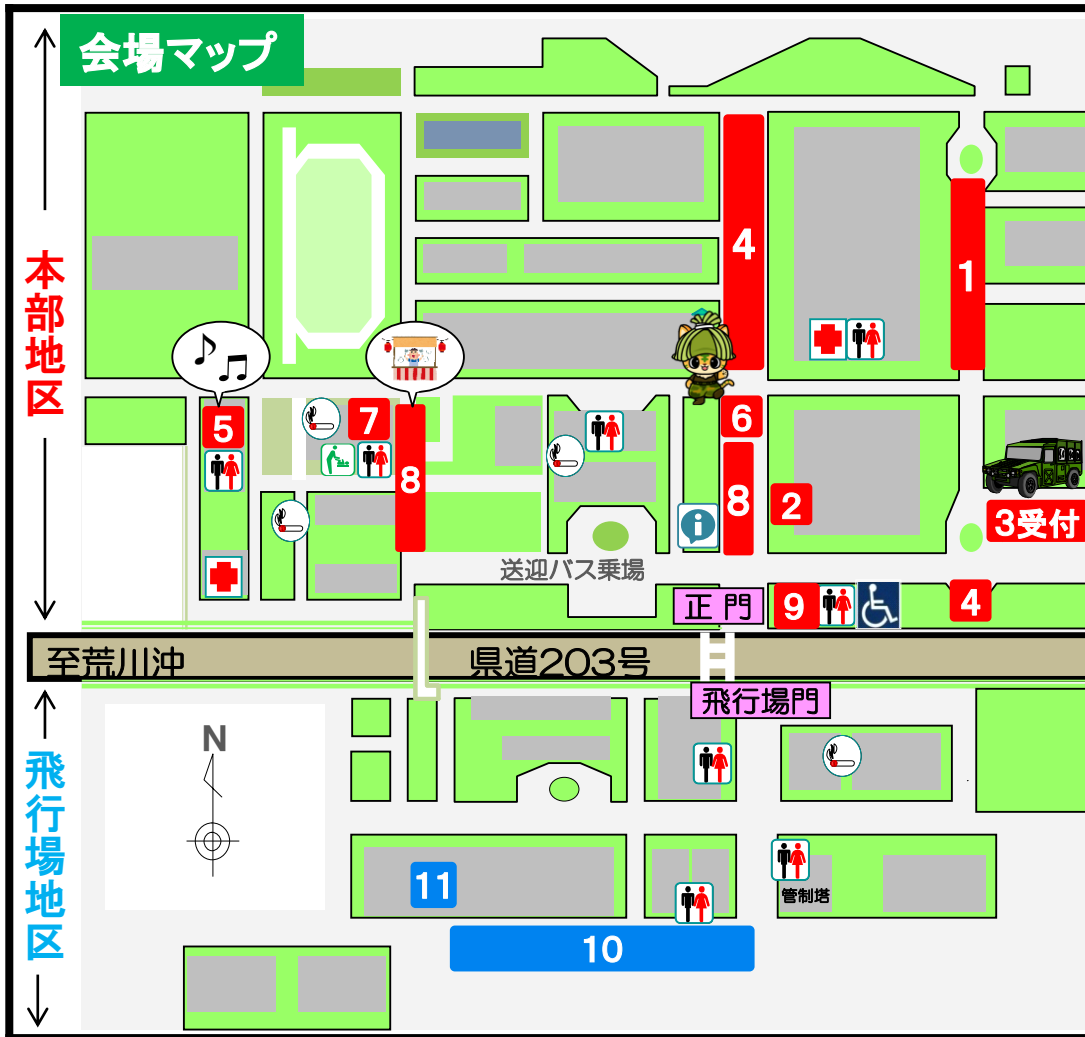 会場マップ
本部地区
4
1
5
7
8
6
8
2
3受付
送迎バス乗場
正門
9
4
至荒川沖
県道203号
飛行場門
飛行場地区
N
11
管制塔
10